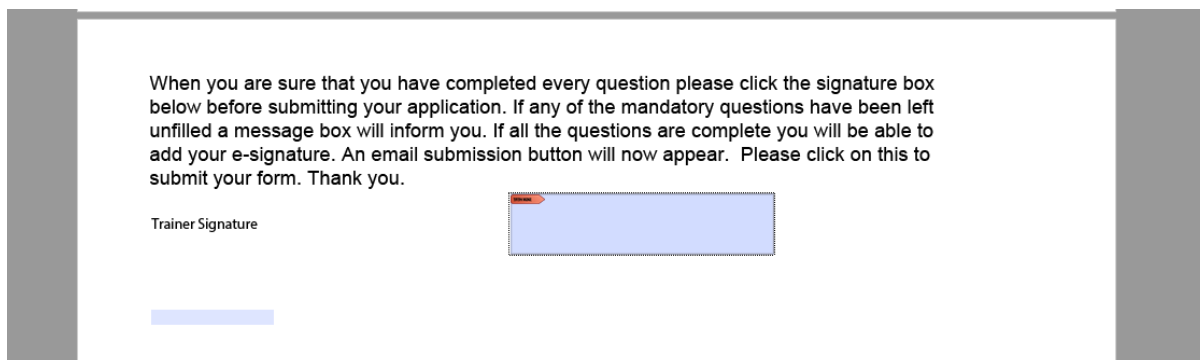 When you are sure that you have completed every question please click the signature box
below before submitting your application. If any of the mandatory questions have been left
unfilled a message box will inform you. If all the questions are complete you will be able to
add your e-signature. An email submission button will now appear.  Please click on this to
submit your form. Thank you.
Trainer Signature